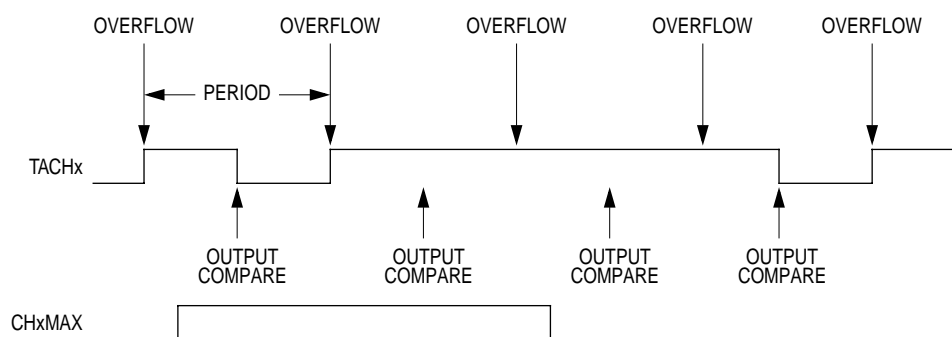 OVERFLOW OVERFLOW OVERFLOW OVERFLOW OVERFLOW
PERIOD
TACHx
OUTPUT COMPARE
OUTPUT COMPARE
OUTPUT COMPARE
OUTPUT COMPARE
CHxMAX